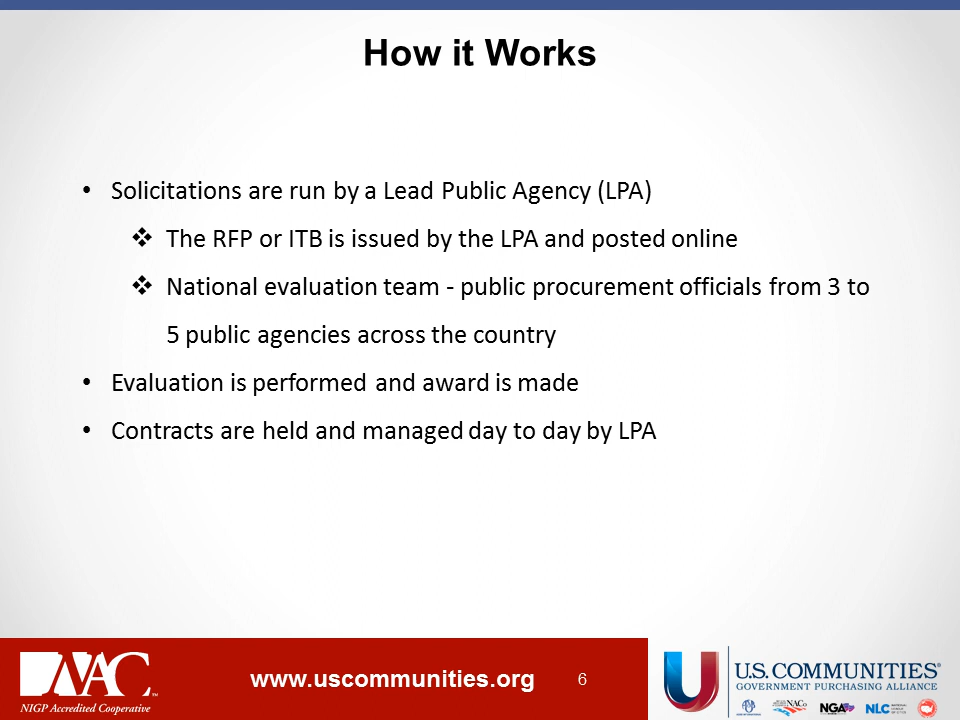 How it Works
• Solicitations are run by a Lead Public Agency (LPA)
❖ The RFP or ITB is issued by the LPA and posted online
❖ National evaluation team - public procurement officials from 3 to
5 public agencies across the country
• Evaluation is performed and award is made
• Contracts are held and managed day to day by LPA
NAC™
NIGP Accredited Cooperative
www.uscommunities.org
6
U.S. COMMUNITIES®
GOVERNMENT PURCHASING ALLIANCE
NACo NGA NLC